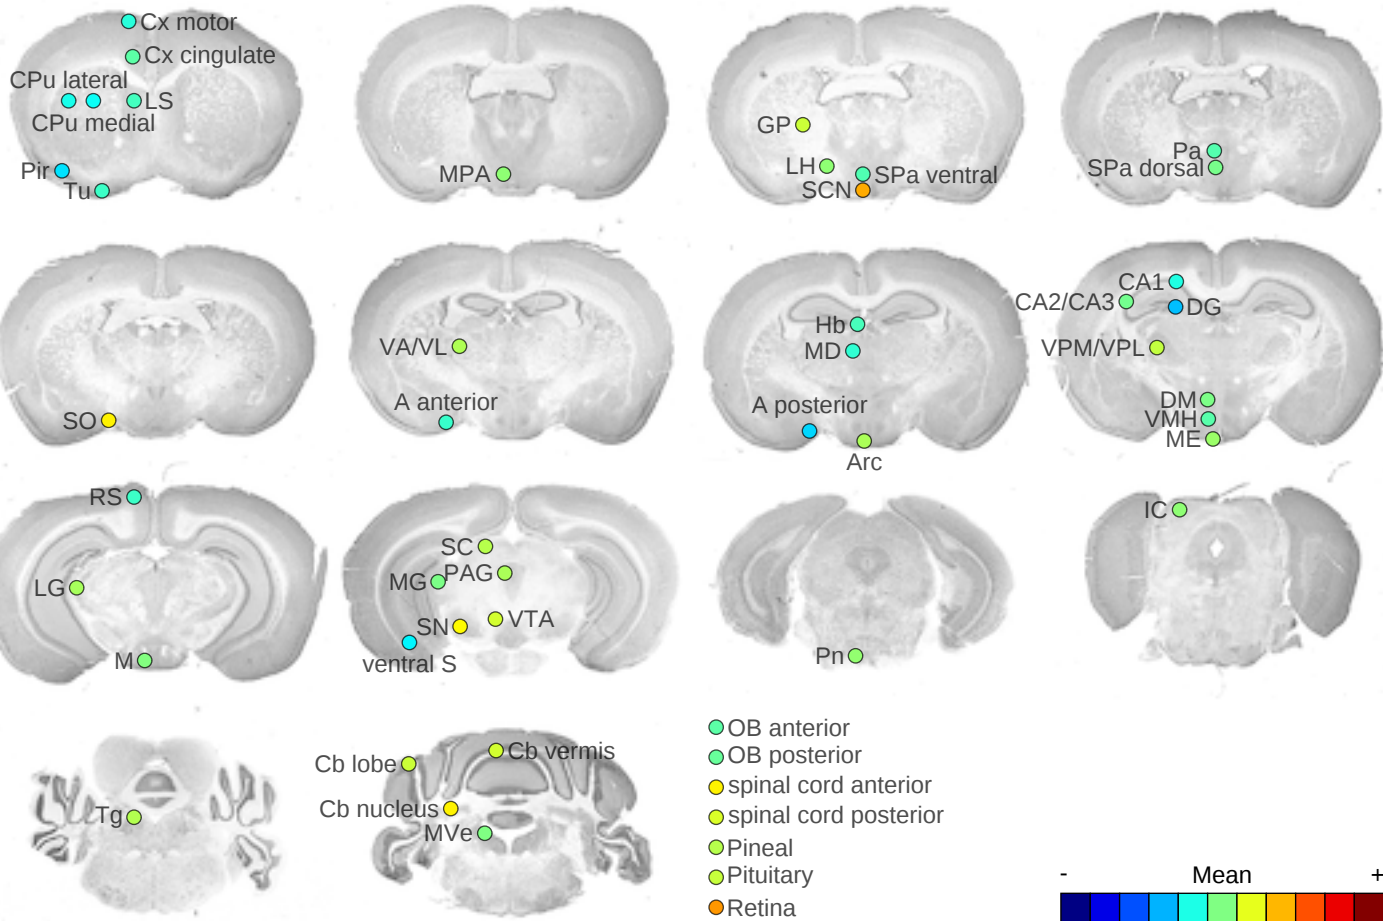 Cx motor
Cx cingulate
CPu lateral
LS
CPu medial
Pir
Tu
MPA
GP
LH
SPa ventral
SCN
Pa
SPa dorsal
SO
VA/VL
A anterior
Hb
MD
A posterior
Arc
CA1
CA2/CA3
DG
VPM/VPL
DM
VMH
ME
RS
LG
M
SC
PAG
MG
VTA
SN
ventral S
Pn
IC
Tg
Cb vermis
Cb lobe
Cb nucleus
MVe
OB anterior
OB posterior
spinal cord anterior
spinal cord posterior
Pineal
Pituitary
Retina
- Mean +